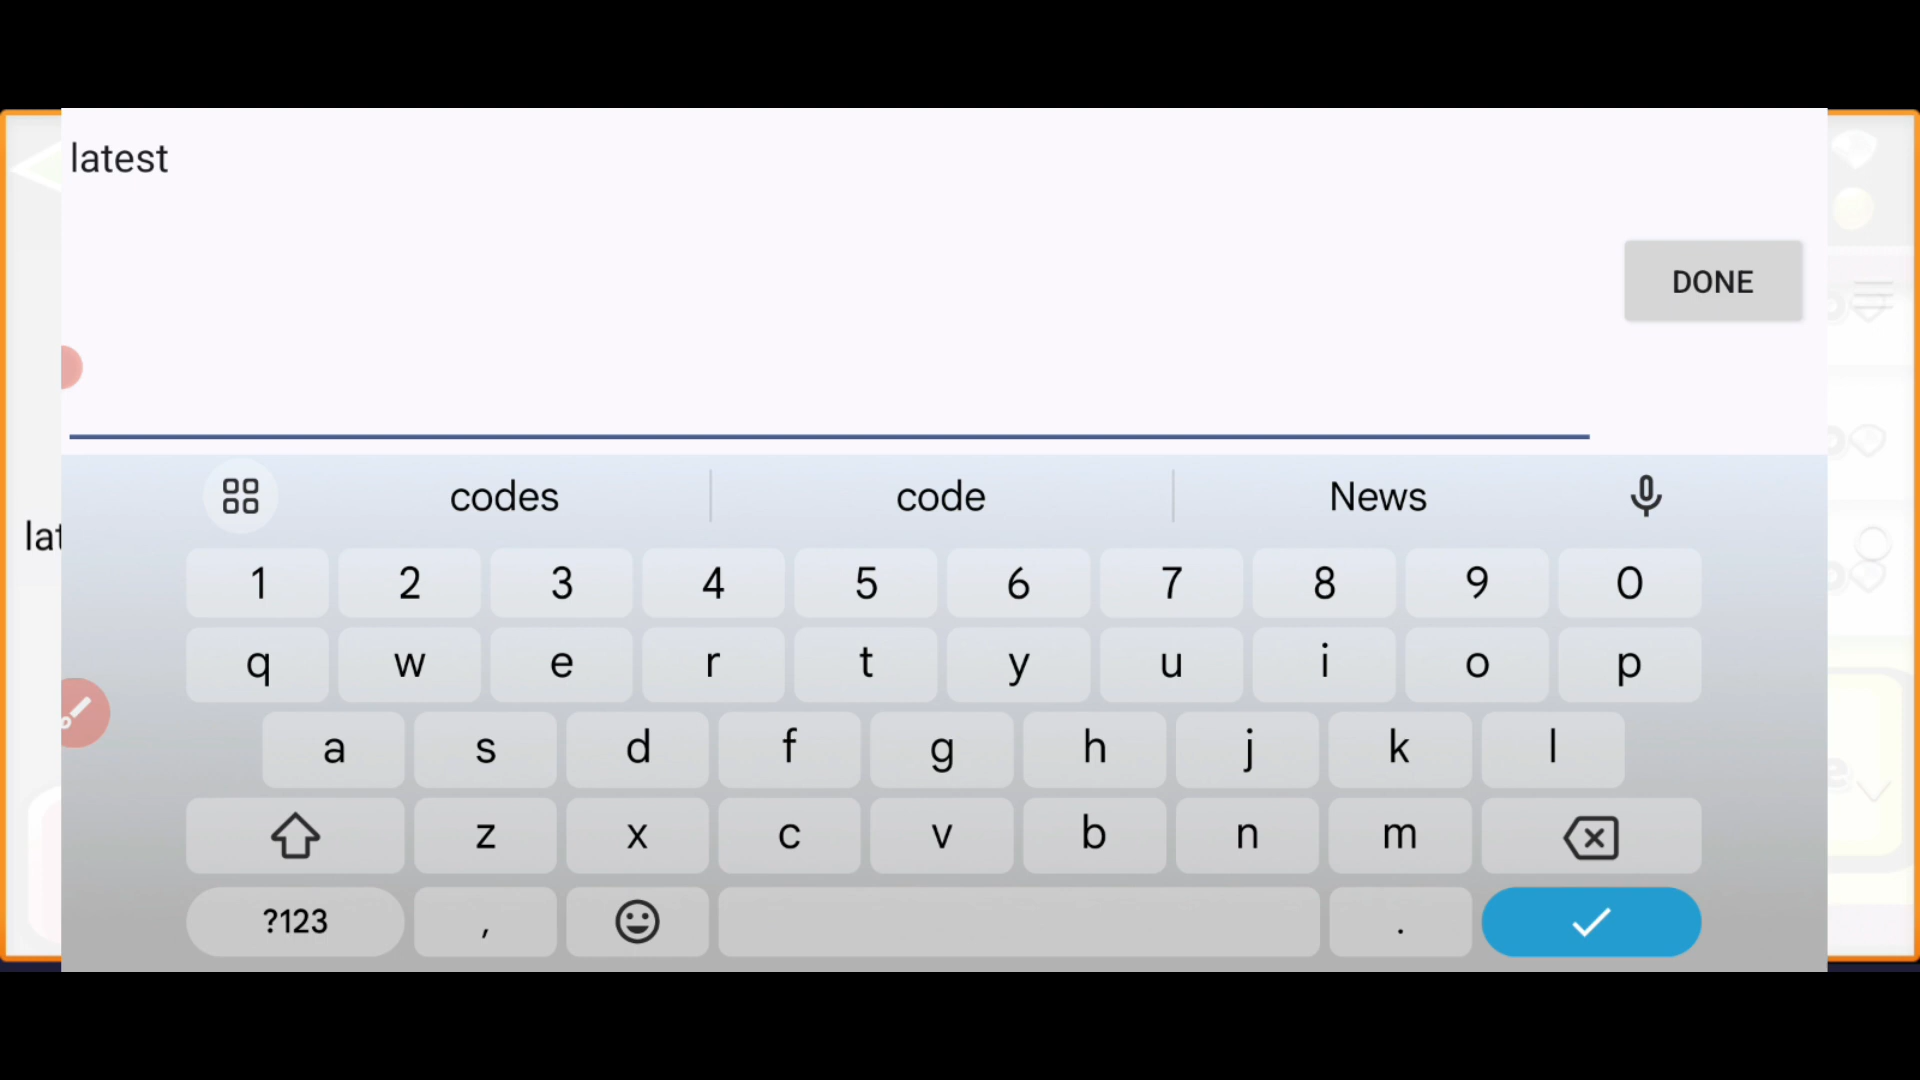 latest
DONE
lat
codes code News
1 2 3 4 5 6 7 8 9 0
q w e r t y u i o p
a s d f g h j k l
z x c v b n m
?123 , .
e